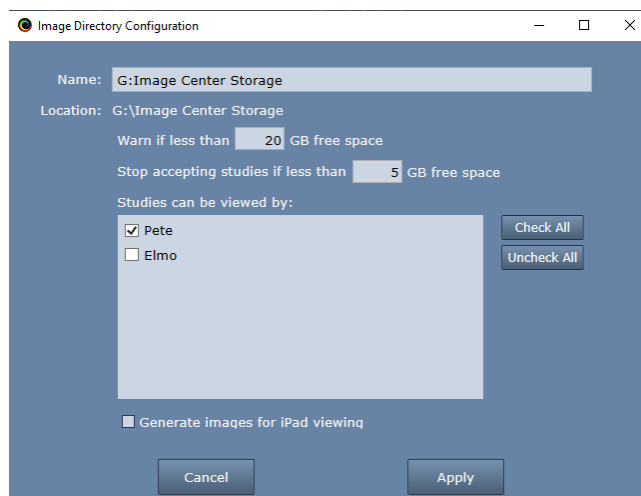 Image Directory Configuration
Name: G:Image Center Storage
Location: G:\Image Center Storage
Warn if less than 20 GB free space
Stop accepting studies if less than 5 GB free space
Studies can be viewed by:
Pete
Check All
Elmo
Uncheck All
Generate images for iPad viewing
Cancel
Apply